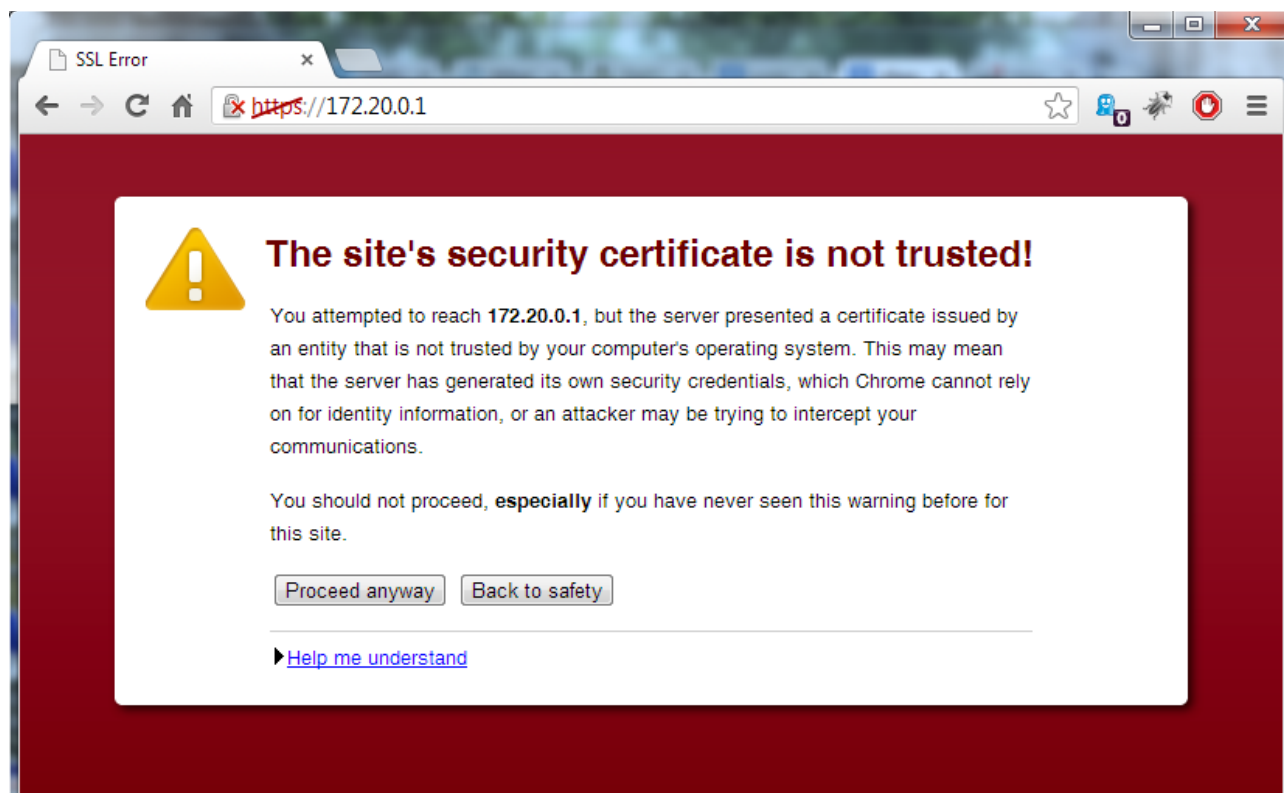 SSL Error
https://172.20.0.1
0
The site's security certificate is not trusted!
You attempted to reach 172.20.0.1, but the server presented a certificate issued by
an entity that is not trusted by your computer's operating system. This may mean
that the server has generated its own security credentials, which Chrome cannot rely
on for identity information, or an attacker may be trying to intercept your
communications.
You should not proceed, especially if you have never seen this warning before for
this site.
Proceed anyway Back to safety
Help me understand